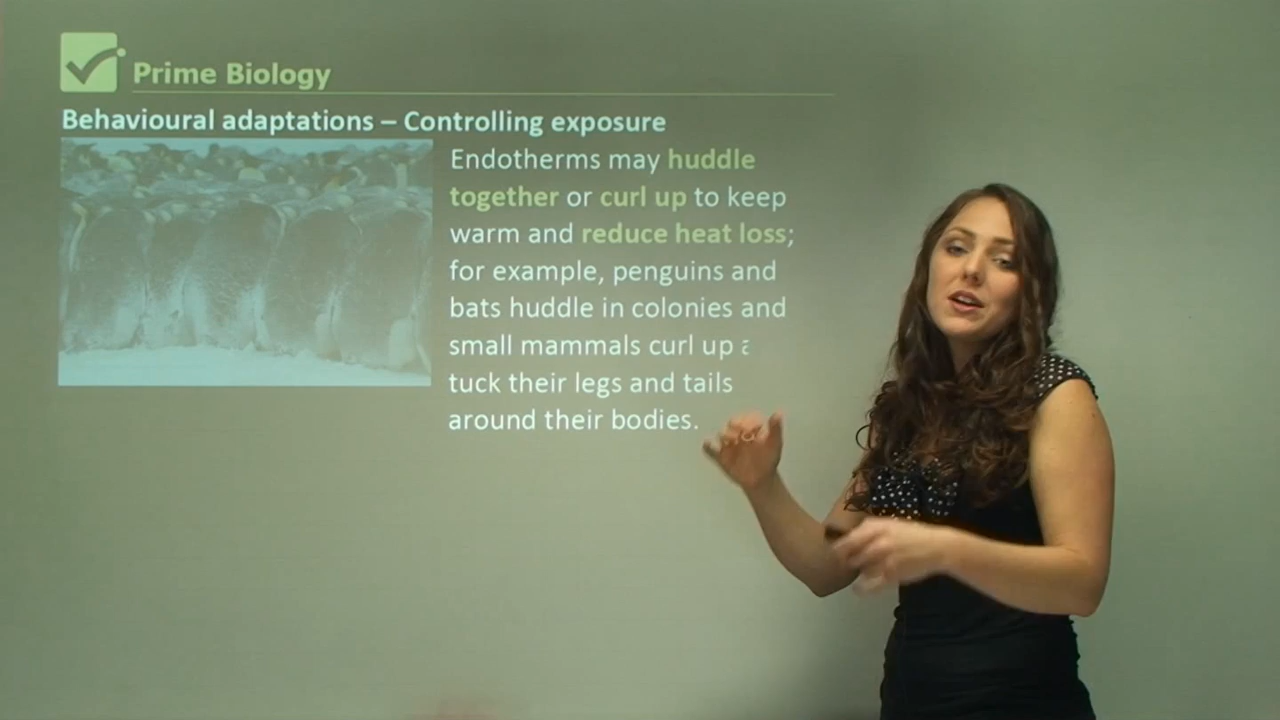 Prime Biology
Behavioural adaptations – Controlling exposure
Endotherms may huddle
together or curl up to keep
warm and reduce heat loss;
for example, penguins and
bats huddle in colonies and
small mammals curl up
tuck their legs and tails
around their bodies.